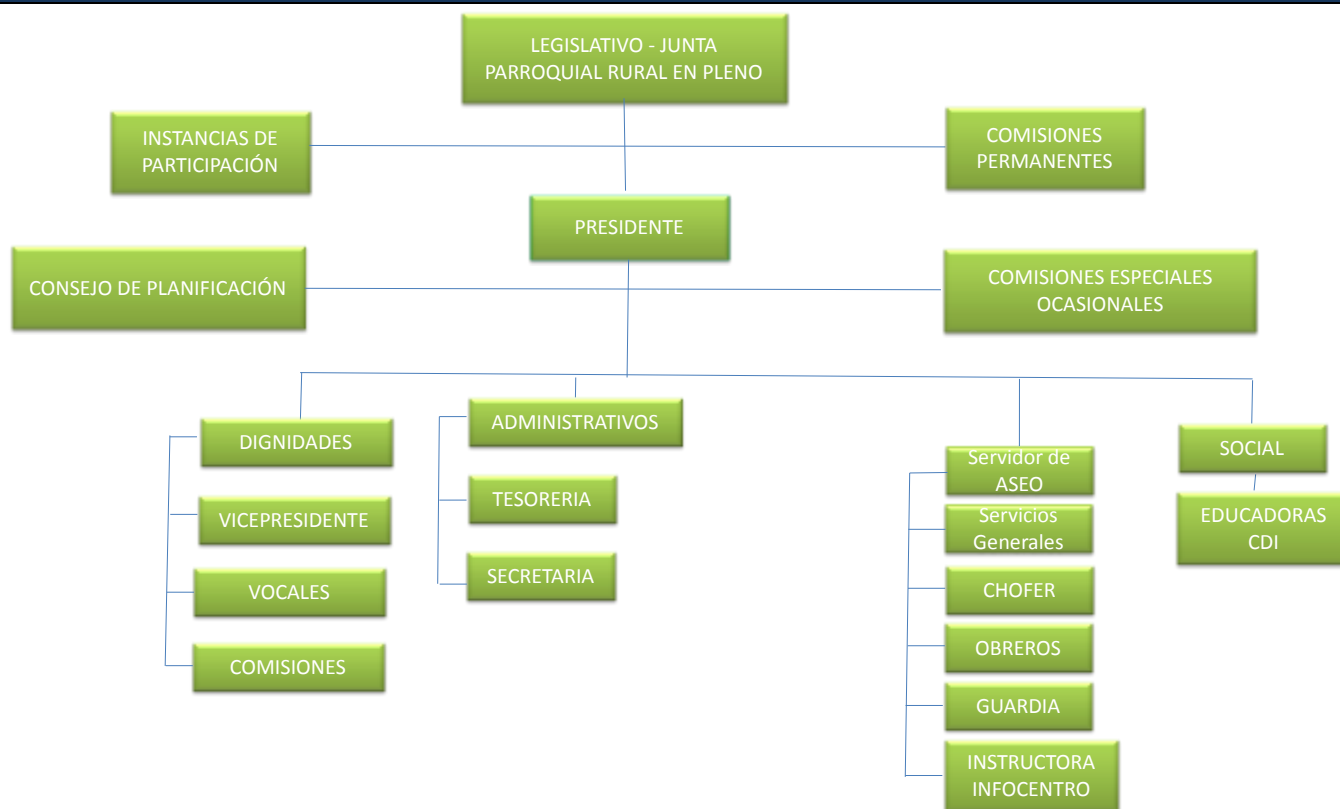 LEGISLATIVO - JUNTA
PARROQUIAL RURAL EN PLENO
INSTANCIAS DE
PARTICIPACIÓN
COMISIONES
PERMANENTES
PRESIDENTE
CONSEJO DE PLANIFICACIÓN
COMISIONES ESPECIALES
OCASIONALES
DIGNIDADES
VICEPRESIDENTE
VOCALES
COMISIONES
ADMINISTRATIVOS
TESORERIA
SECRETARIA
Servidor de
ASEO
Servicios
Generales
CHOFER
OBREROS
GUARDIA
INSTRUCTORA
INFOCENTRO
SOCIAL
EDUCADORAS
CDI